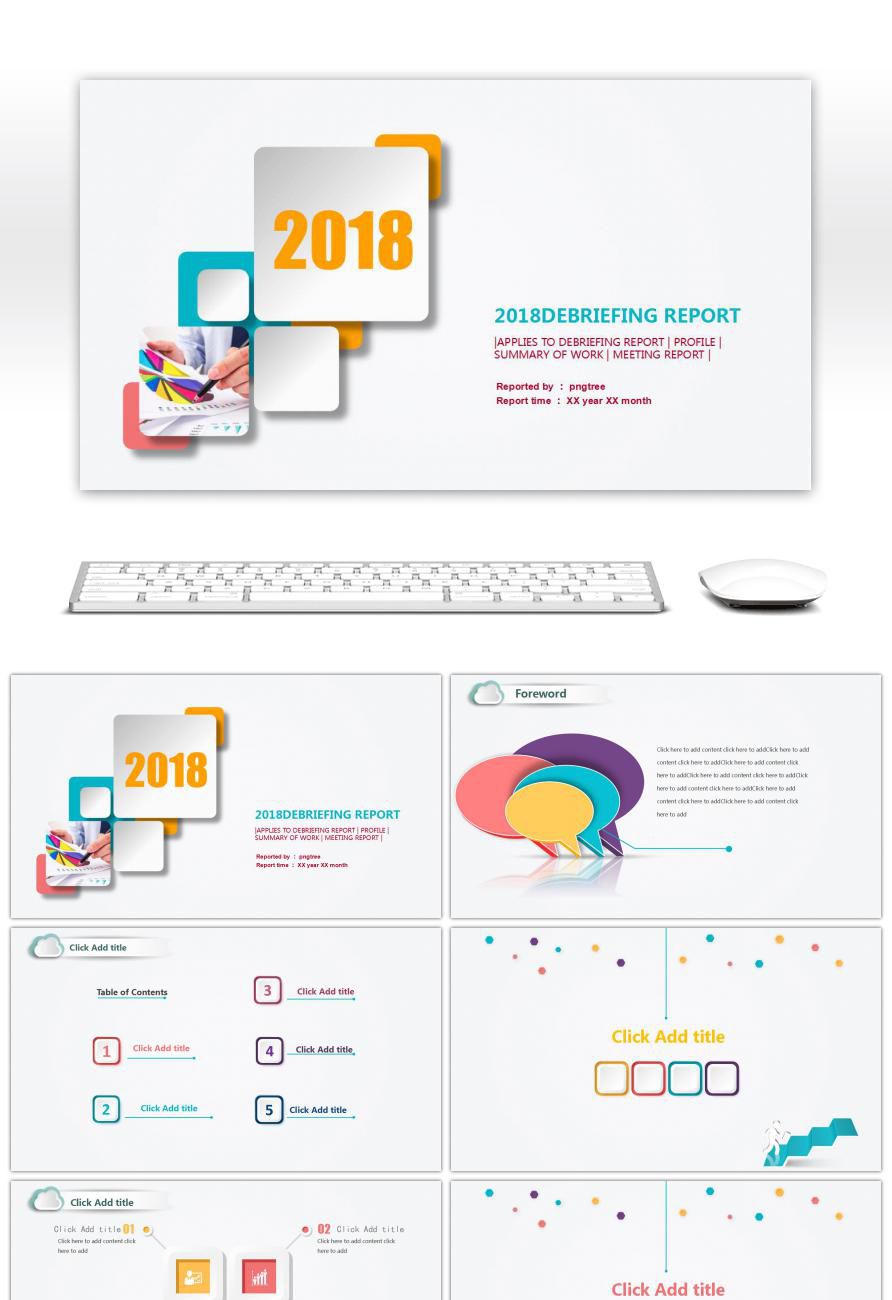 2018
2018DEBRIEFING REPORT
|APPLIES TO DEBRIEFING REPORT | PROFILE |
SUMMARY OF WORK | MEETING REPORT |
Reported by ： pngtree
Report time ： XX year XX month
2018
2018DEBRIEFING REPORT
|APPLIES TO DEBRIEFING REPORT | PROFILE |
SUMMARY OF WORK | MEETING REPORT |
Reported by ： pngtree
Report time ： XX year XX month
Foreword
Click here to add content click here to addClick here to add
content click here to addClick here to add content click
here to addClick here to add content click here to addClick
here to add content click here to addClick here to add
content click here to addClick here to add content click
here to add
Click Add title
Table of Contents
1 Click Add title
2 Click Add title
3 Click Add title
4 Click Add title
5 Click Add title
Click Add title
Click Add title
Click Add title 01
Click here to add content click
here to add
02 Click Add title
Click here to add content click
here to add
Click Add title